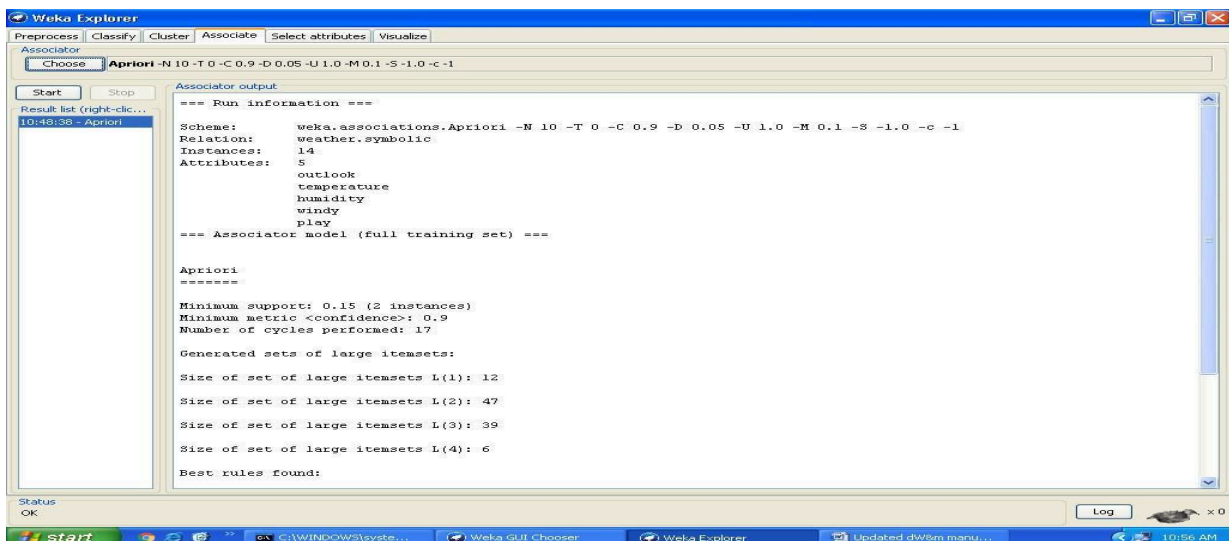 Weka Explorer
Preprocess Classify Cluster Associate Select attributes Visualize
Associator
Choose Apriori -N 10 -T 0 -C 0.9 -D 0.05 -U 1.0 -M 0.1 -S -1.0 -c -1
Start Stop
Result list (right-clic...
10:48:38 - Apriori
Associator output
=== Run information ===
Scheme: weka.associations.Apriori -N 10 -T 0 -C 0.9 -D 0.05 -U 1.0 -M 0.1 -S -1.0 -c -1
Relation: weather.symbolic
Instances: 14
Attributes: 5
outlook
temperature
humidity
windy
play
=== Associator model (full training set) ===
Apriori
=======
Minimum support: 0.15 (2 instances)
Minimum metric <confidence>: 0.9
Number of cycles performed: 17
Generated sets of large itemsets:
Size of set of large itemsets L(1): 12
Size of set of large itemsets L(2): 47
Size of set of large itemsets L(3): 39
Size of set of large itemsets L(4): 6
Best rules found:
Status
OK
Log x 0
start C:\WINDOWS\syste... Weka GUI Chooser Weka Explorer Updated dW&m manu... 10:56 AM